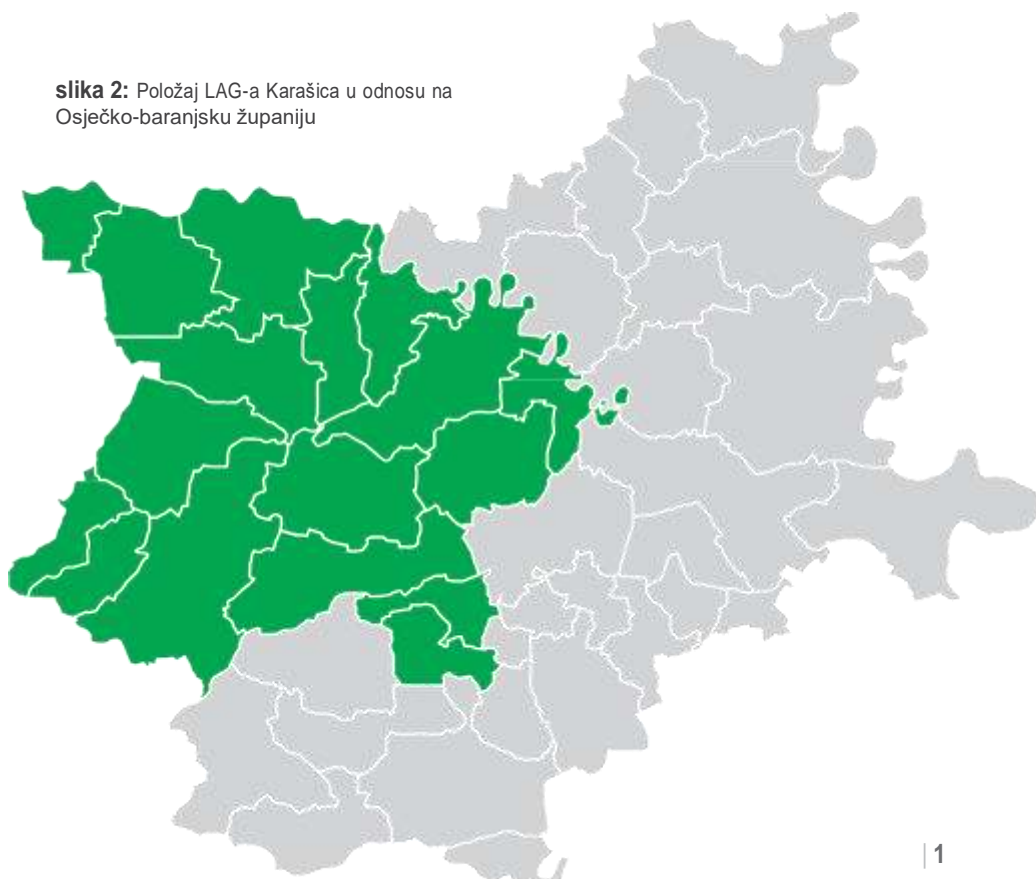 slika 2: Položaj LAG-a Karašica u odnosu na
Osječko-baranjsku županiju
| 1